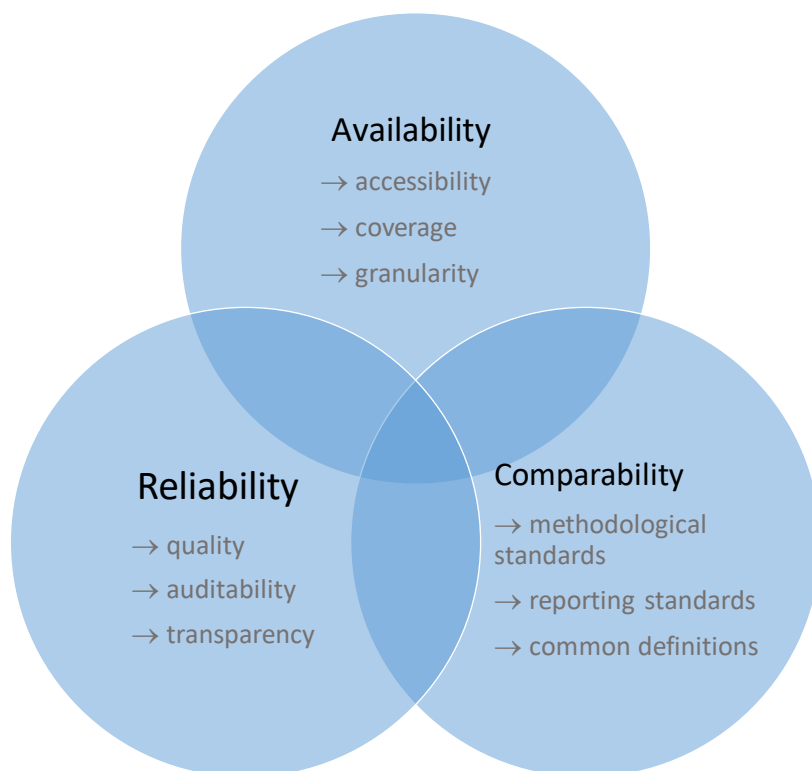 Availability
→ accessibility
→ coverage
→ granularity
Reliability
→ quality
→ auditability
→ transparency
Comparability
→ methodological
standards
→ reporting standards
→ common definitions